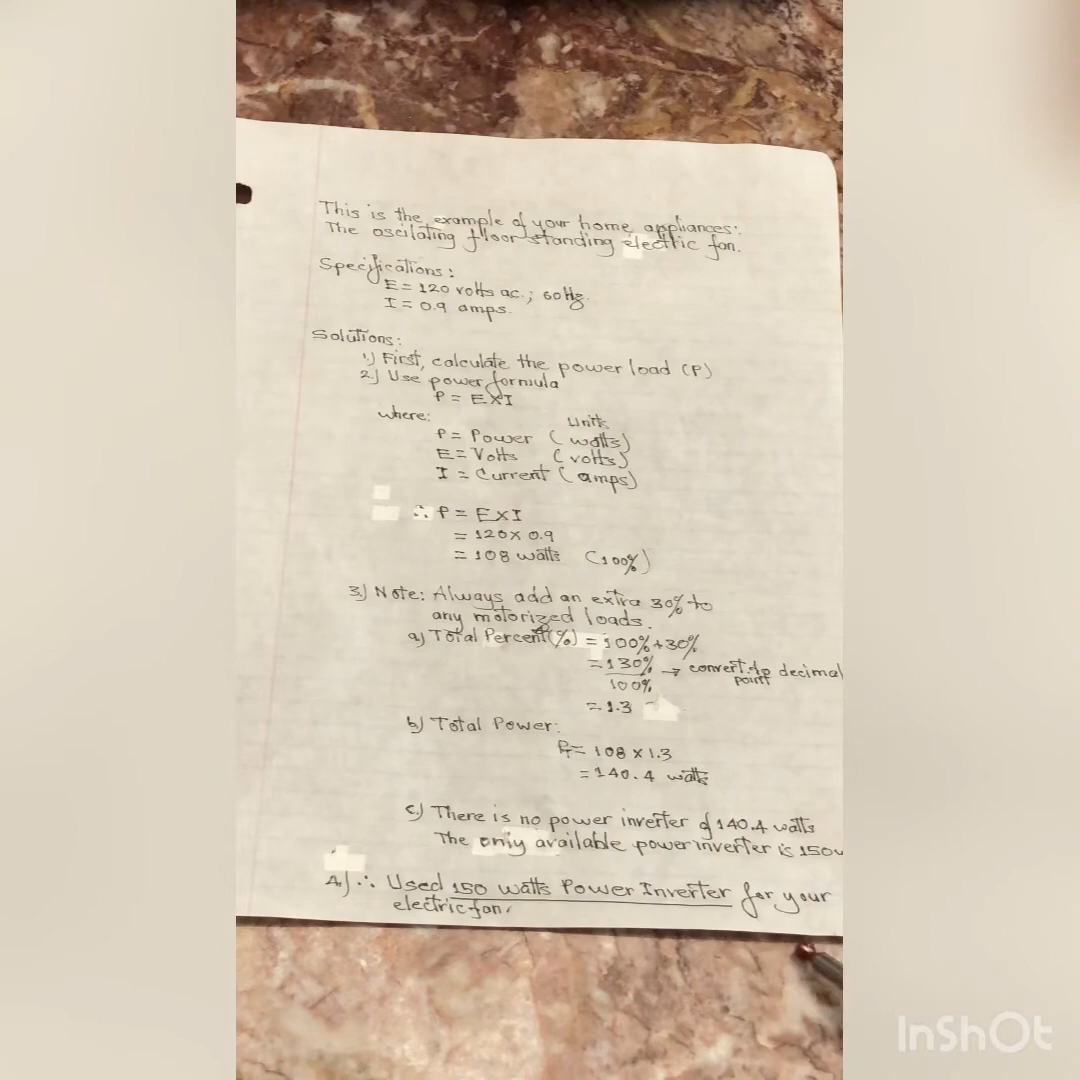 This is the example of your home appliances:
The oscilating floor standing electric fan.
Specifications:
E = 120 volts ac.; 60Hz.
I = 0.9 amps.
Solutions:
1.) First, calculate the power load (P)
2.) Use power formula
P = EXI
where: Units
P = Power (watts)
E = Volts (volts)
I = Current (amps)
∴ P = EXI
= 120 x 0.9
= 108 watts (100%)
3.) Note: Always add an extra 30% to
any motorized loads.
a) Total Percent (%) = 100% + 30%
= 130% → convert to decimal
100% point
= 1.3
b) Total Power:
PT = 108 x 1.3
= 140.4 watts
c.) There is no power inverter of 140.4 watts
The only available power inverter is 150w
4.) ∴ Used 150 watts Power Inverter for your
electric fan.
InShOt